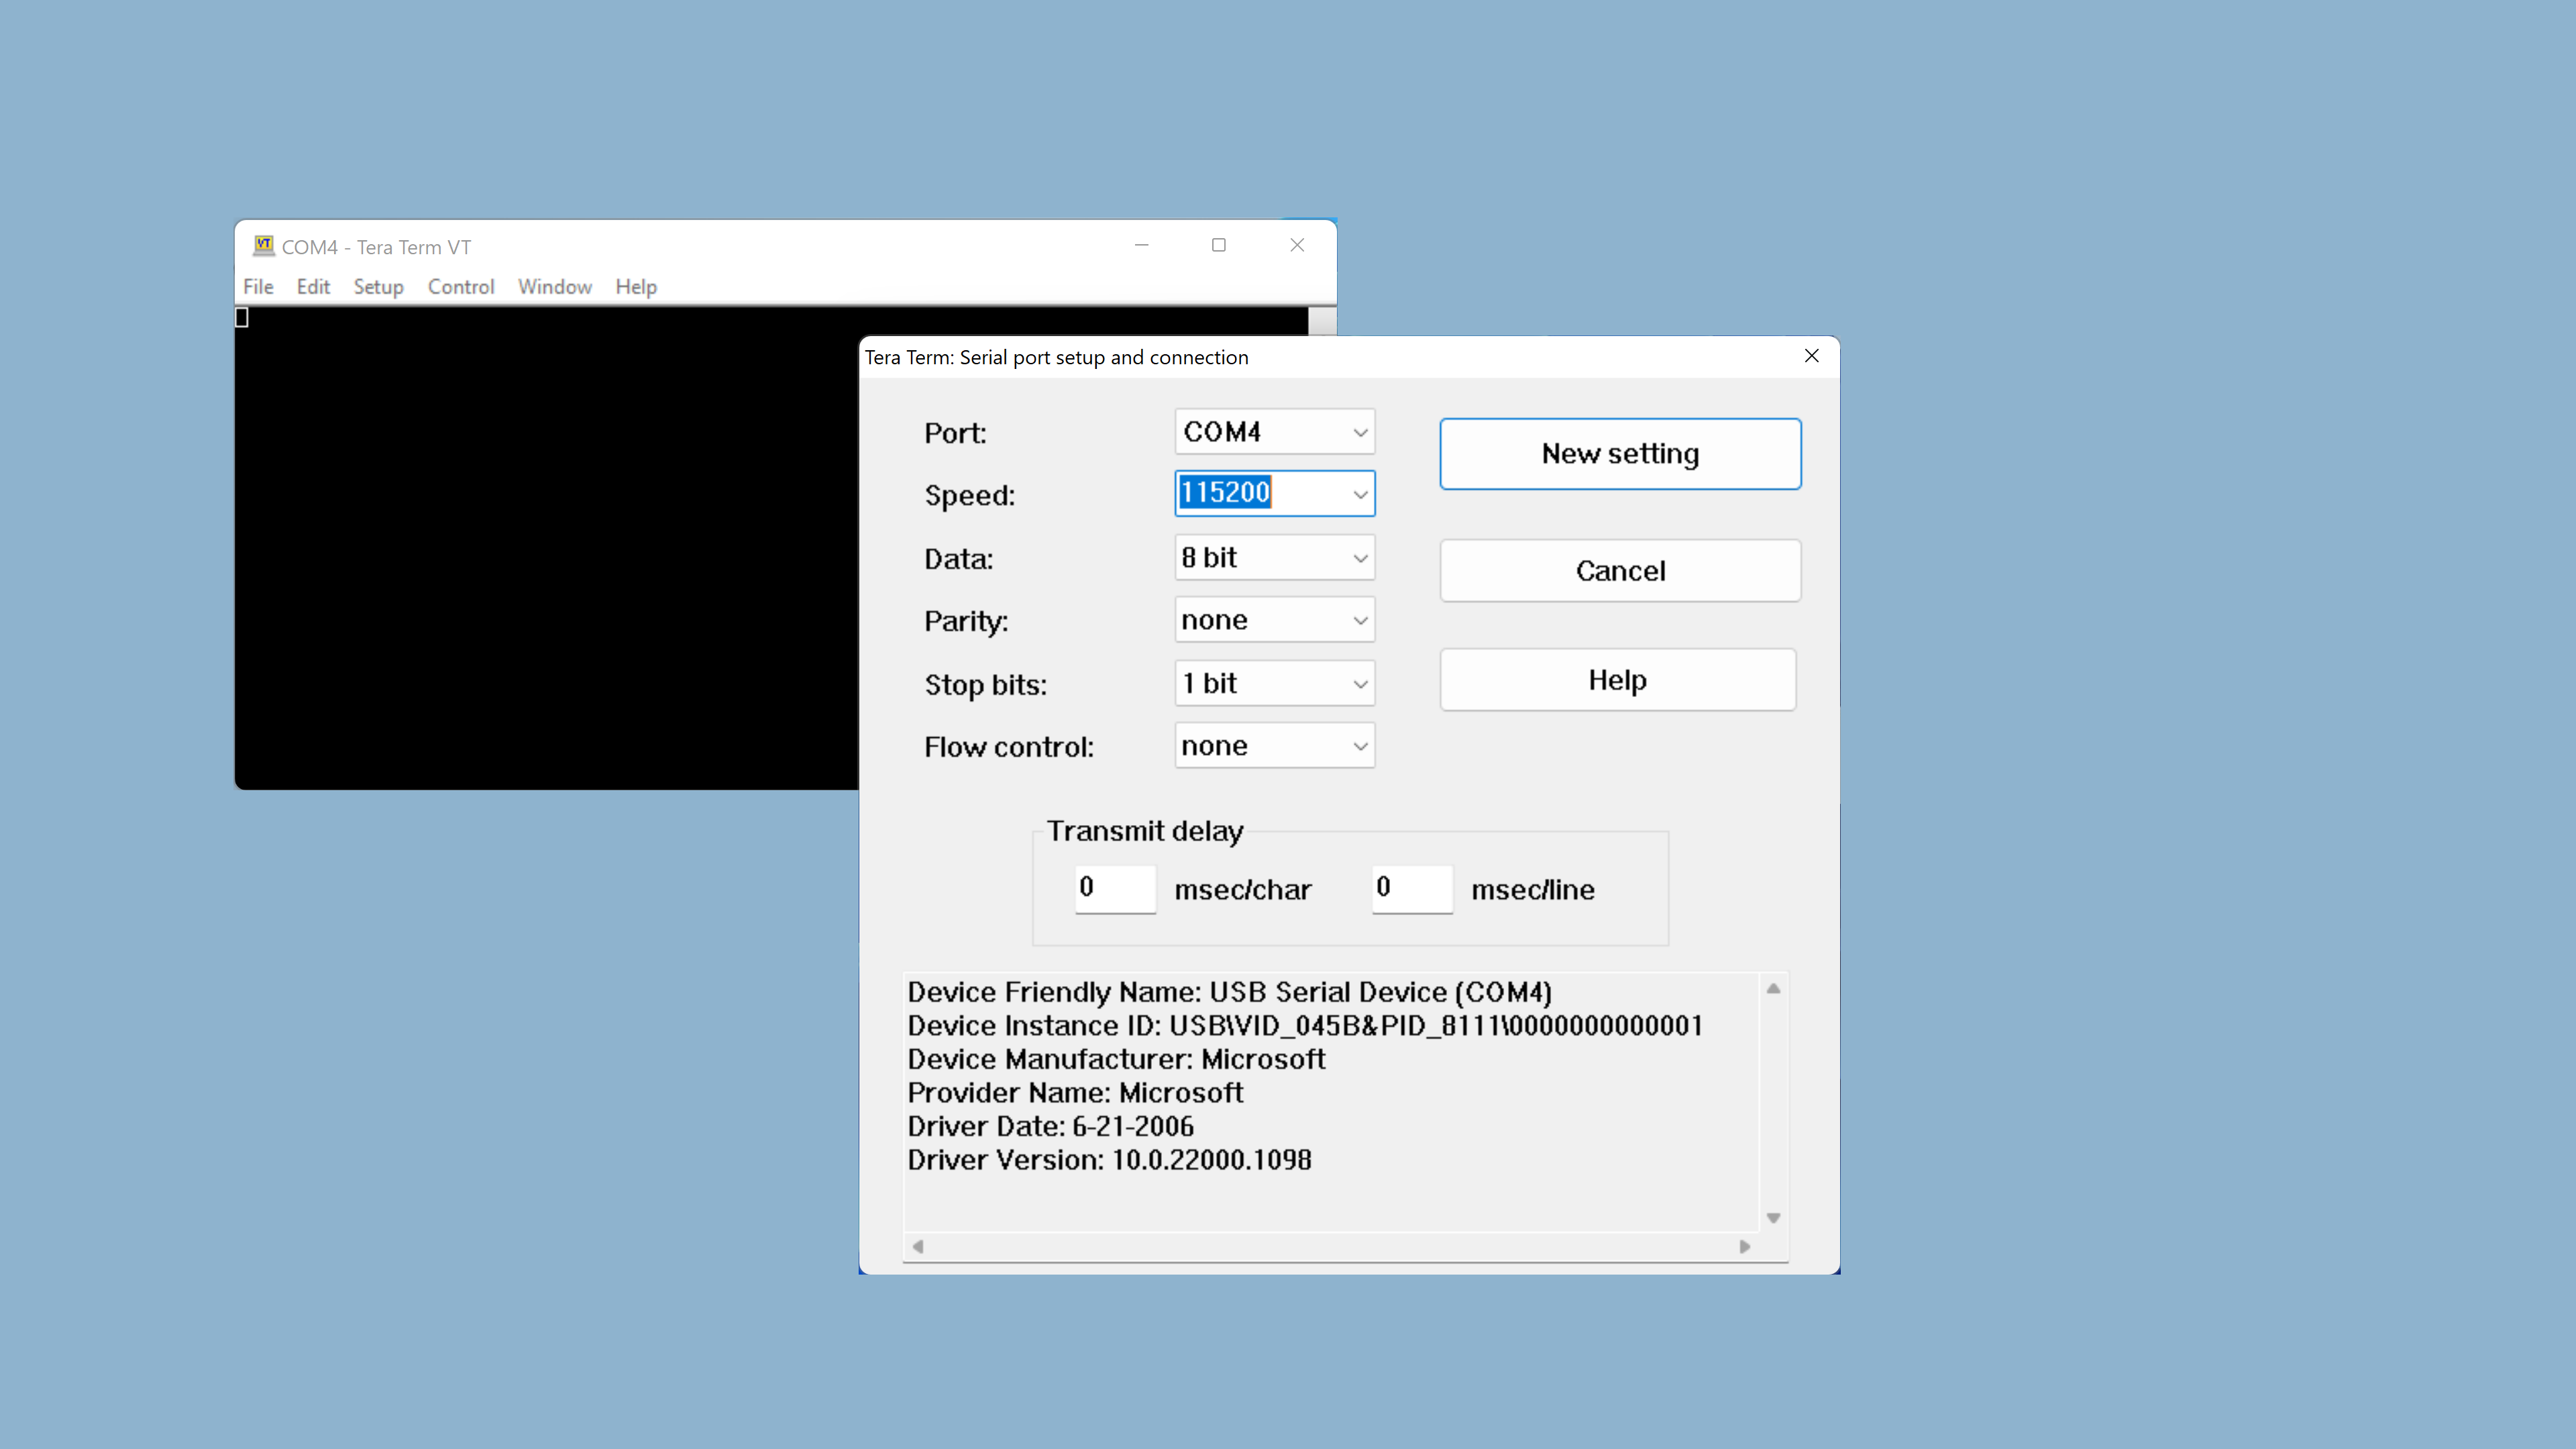 VT
COM4 - Tera Term VT
File Edit Setup Control Window Help
Tera Term: Serial port setup and connection
Port: COM4
New setting
Speed: 115200
Data: 8 bit
Cancel
Parity: none
Stop bits: 1 bit
Help
Flow control: none
Transmit delay
0 msec/char 0 msec/line
Device Friendly Name: USB Serial Device (COM4)
Device Instance ID: USB\VID_045B&PID_8111\0000000000001
Device Manufacturer: Microsoft
Provider Name: Microsoft
Driver Date: 6-21-2006
Driver Version: 10.0.22000.1098